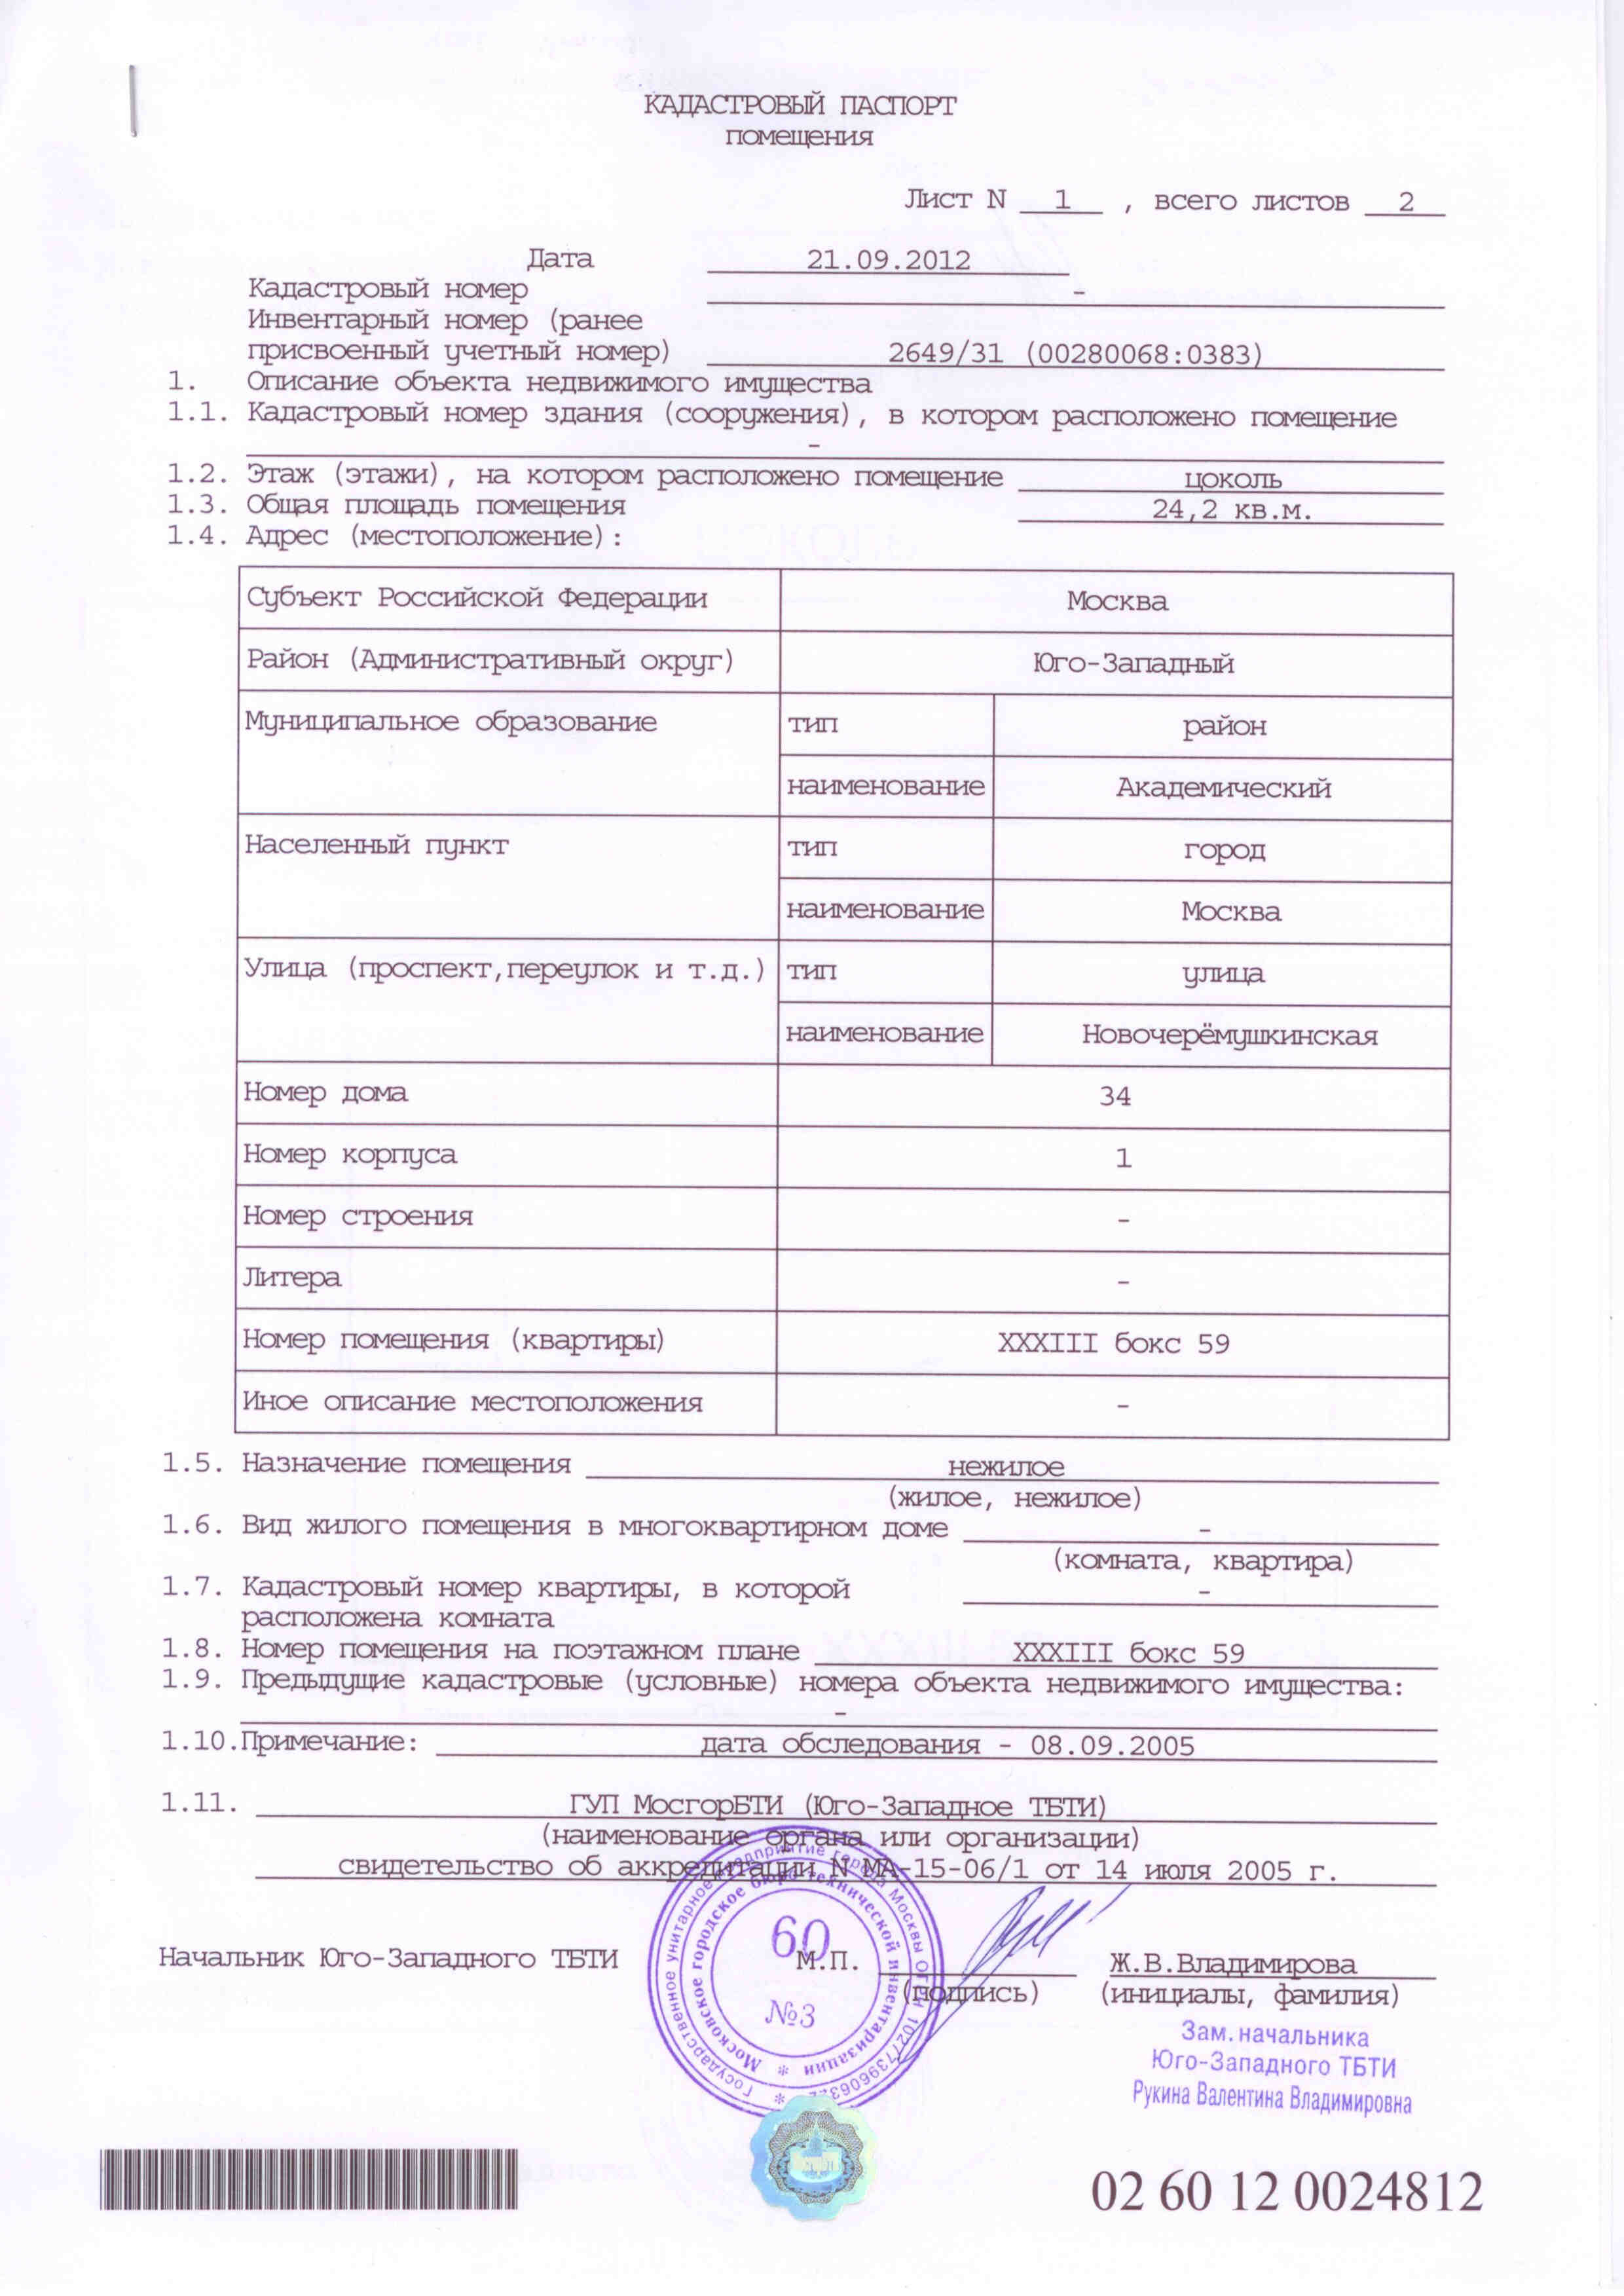 КАДАСТРОВЫЙ ПАСПОРТ
помещения
Лист N 1 , всего листов 2
Дата 21.09.2012
Кадастровый номер -
Инвентарный номер (ранее
присвоенный учетный номер) 2649/31 (00280068:0383)
1. Описание объекта недвижимого имущества
1.1. Кадастровый номер здания (сооружения), в котором расположено помещение
-
1.2. Этаж (этажи), на котором расположено помещение цоколь
1.3. Общая площадь помещения 24,2 кв.м.
1.4. Адрес (местоположение):
Субъект Российской Федерации Москва
Район (Административный округ) Юго-Западный
Муниципальное образование тип район
наименование Академический
Населенный пункт тип город
наименование Москва
Улица (проспект,переулок и т.д.) тип улица
наименование Новочерёмушкинская
Номер дома 34
Номер корпуса 1
Номер строения -
Литера -
Номер помещения (квартиры) XXXIII бокс 59
Иное описание местоположения -
1.5. Назначение помещения нежилое
(жилое, нежилое)
1.6. Вид жилого помещения в многоквартирном доме -
(комната, квартира)
1.7. Кадастровый номер квартиры, в которой -
расположена комната
1.8. Номер помещения на поэтажном плане XXXIII бокс 59
1.9. Предыдущие кадастровые (условные) номера объекта недвижимого имущества:
-
1.10.Примечание: дата обследования - 08.09.2005
1.11. ГУП МосгорБТИ (Юго-Западное ТБТИ)
(наименование органа или организации)
свидетельство об аккредитации N МА-15-06/1 от 14 июля 2005 г.
Государственное унитарное предприятие города Москвы
Московское городское бюро технической инвентаризации
60
№3
Начальник Юго-Западного ТБТИ М.П. Ж.В.Владимирова
(подпись) (инициалы, фамилия)
Зам. начальника
Юго-Западного ТБТИ
Рукина Валентина Владимировна
02 60 12 0024812